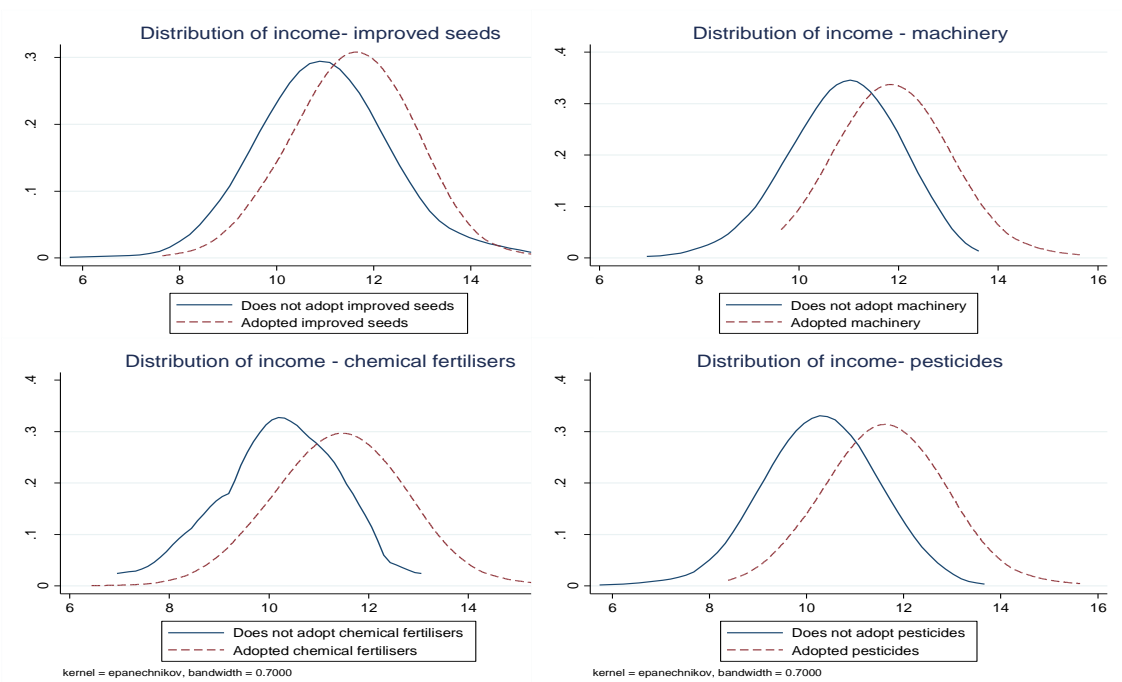 Distribution of income- improved seeds
.3
.2
.1
0
6 8 10 12 14
Does not adopt improved seeds
Adopted improved seeds
Distribution of income - machinery
.4
.3
.2
.1
0
6 8 10 12 14 16
Does not adopt machinery
Adopted machinery
Distribution of income - chemical fertilisers
.4
.3
.2
.1
0
6 8 10 12 14
Does not adopt chemical fertilisers
Adopted chemical fertilisers
kernel = epanechnikov, bandwidth = 0.7000
Distribution of income- pesticides
.4
.3
.2
.1
0
6 8 10 12 14 16
Does not adopt pesticides
Adopted pesticides
kernel = epanechnikov, bandwidth = 0.7000